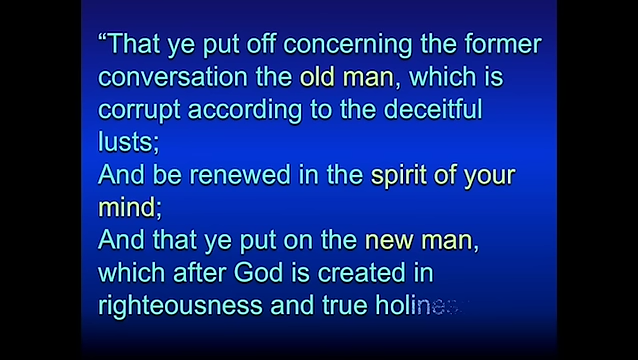 “That ye put off concerning the former
conversation the old man, which is
corrupt according to the deceitful
lusts;
And be renewed in the spirit of your
mind;
And that ye put on the new man,
which after God is created in
righteousness and true holines